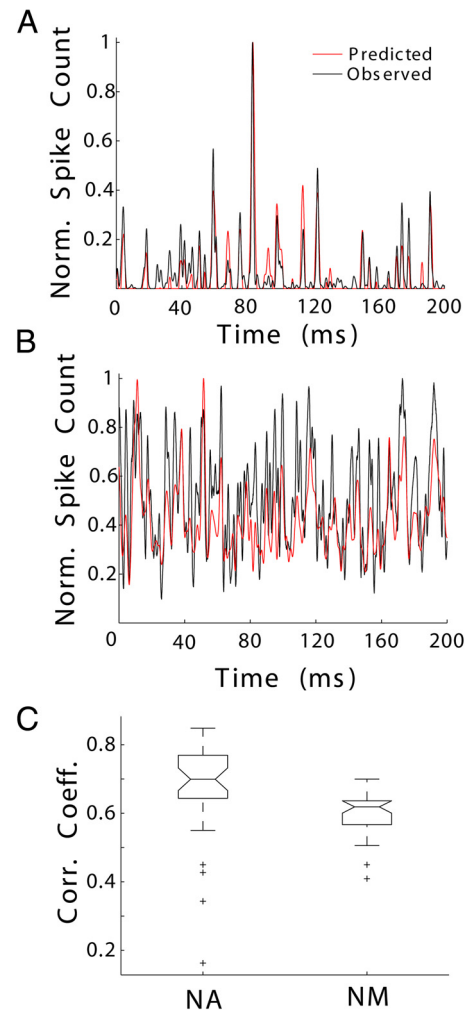 A
Norm. Spike Count
1
0.8
0.6
0.4
0.2
Predicted
Observed
0 40 80 120 160 200
Time (ms)
B
Norm. Spike Count
1
0.8
0.6
0.4
0.2
0 40 80 120 160 200
Time (ms)
C
Corr. Coeff.
0.8
0.6
0.4
0.2
NA NM